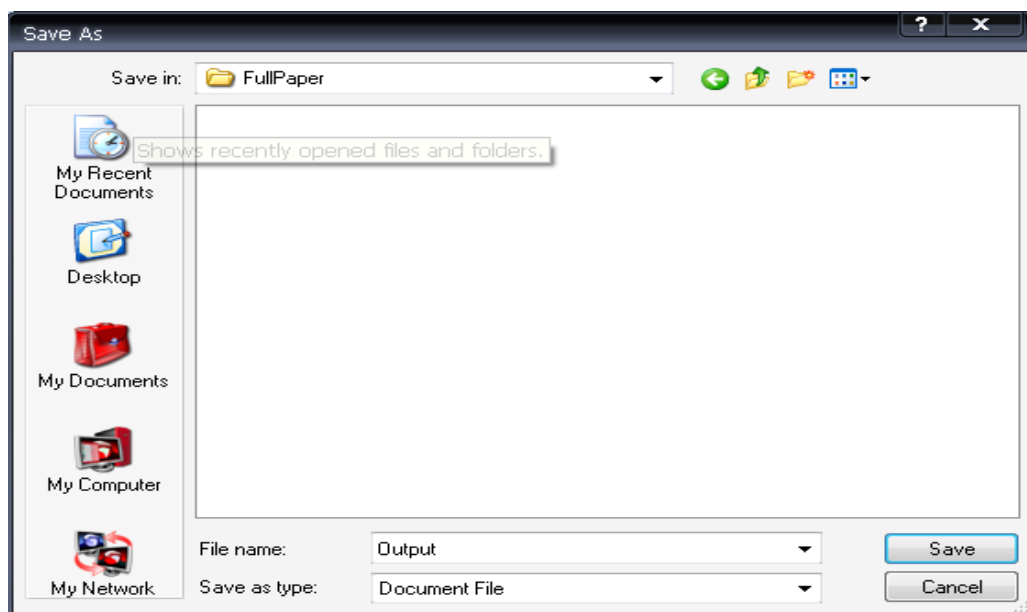 Save As
?
X
Save in:
FullPaper
Shows recently opened files and folders.
My Recent
Documents
Desktop
My Documents
My Computer
My Network
File name:
Output
Save
Save as type:
Document File
Cancel